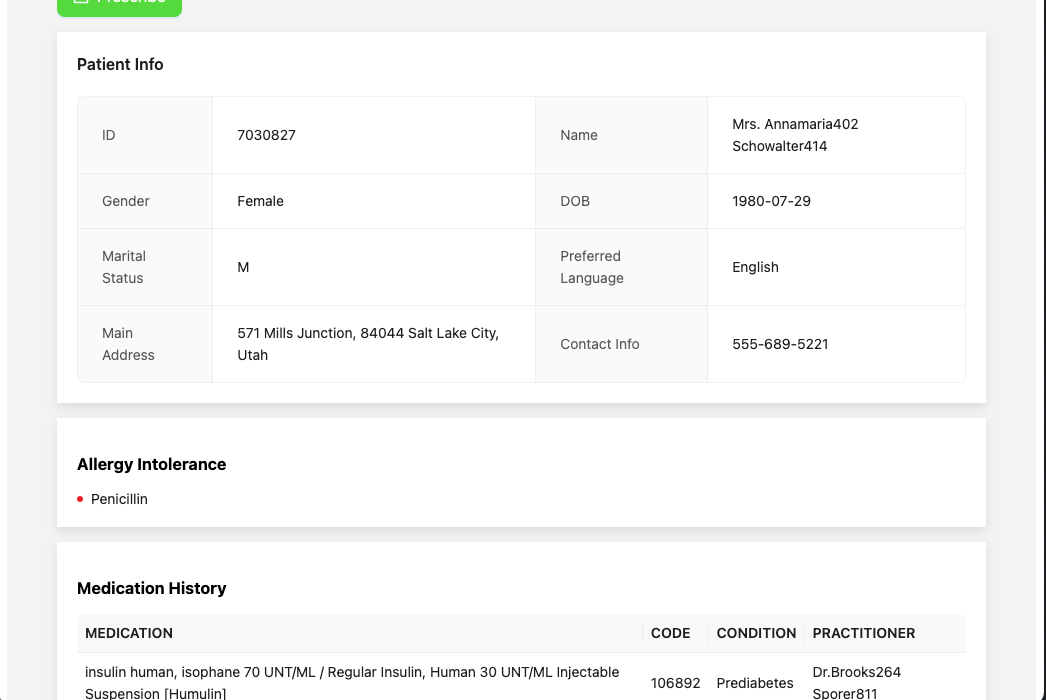 Prescribe
Patient Info
ID
7030827
Name
Mrs. Annamaria402
Schowalter414
Gender
Female
DOB
1980-07-29
Marital
Status
M
Preferred
Language
English
Main
Address
571 Mills Junction, 84044 Salt Lake City,
Utah
Contact Info
555-689-5221
Allergy Intolerance
Penicillin
Medication History
MEDICATION
CODE
CONDITION
PRACTITIONER
insulin human, isophane 70 UNT/ML / Regular Insulin, Human 30 UNT/ML Injectable
Suspension [Humulin]
106892
Prediabetes
Dr.Brooks264
Sporer811